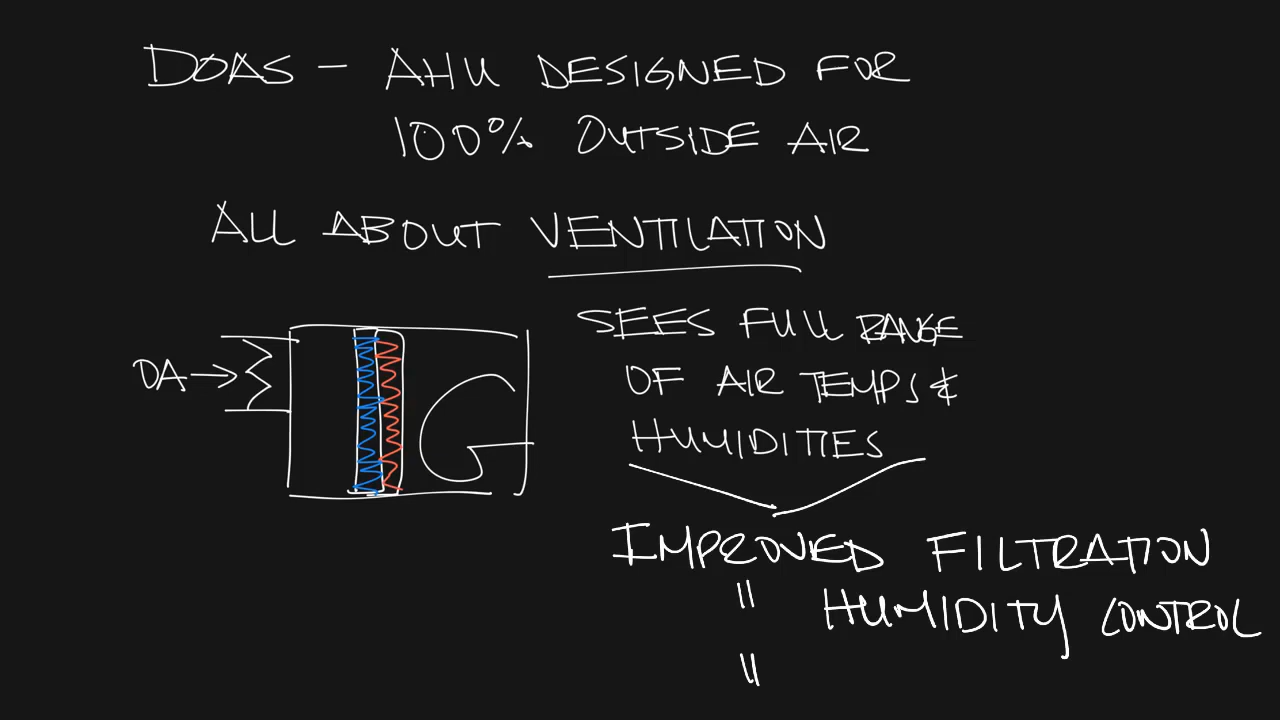 DOAS - AHU DESIGNED FOR
100% OUTSIDE AIR
ALL ABOUT VENTILATION
OA
SEES FULL RANGE
OF AIR TEMPS &
HUMIDITIES
IMPROVED FILTRATION
" HUMIDITY CONTROL
"